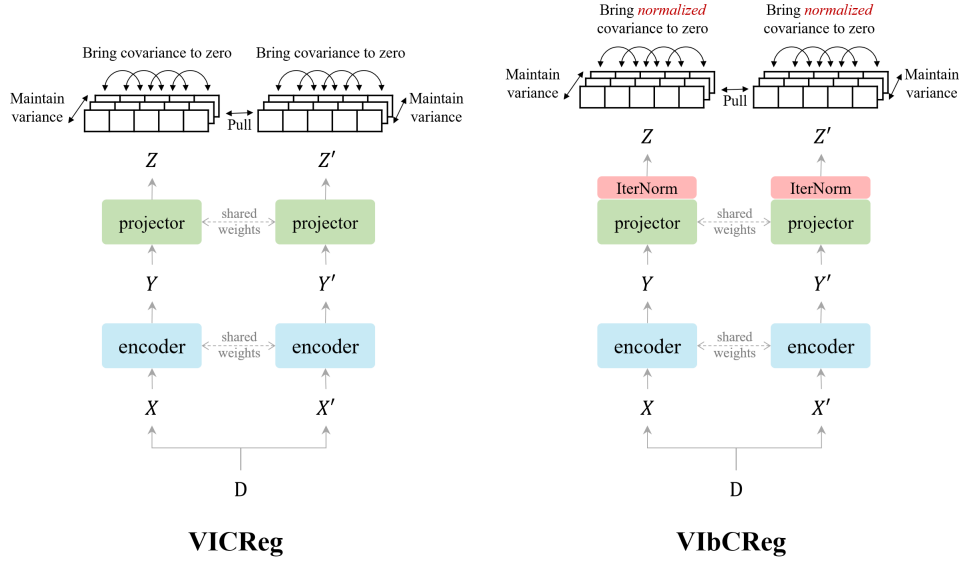 Bring covariance to zero
Bring covariance to zero
Maintain
variance
Pull
Maintain
variance
Z
Z′
projector
shared
weights
projector
Y
Y′
encoder
shared
weights
encoder
X
X′
D
VICReg
Bring normalized
covariance to zero
Bring normalized
covariance to zero
Maintain
variance
Pull
Maintain
variance
Z
Z′
IterNorm
IterNorm
projector
shared
weights
projector
Y
Y′
encoder
shared
weights
encoder
X
X′
D
VIbCReg